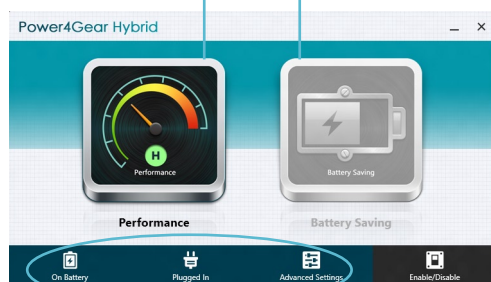 Power4Gear Hybrid
H
Performance
Battery Saving
Performance
Battery Saving
On Battery
Plugged In
Advanced Settings
Enable/Disable